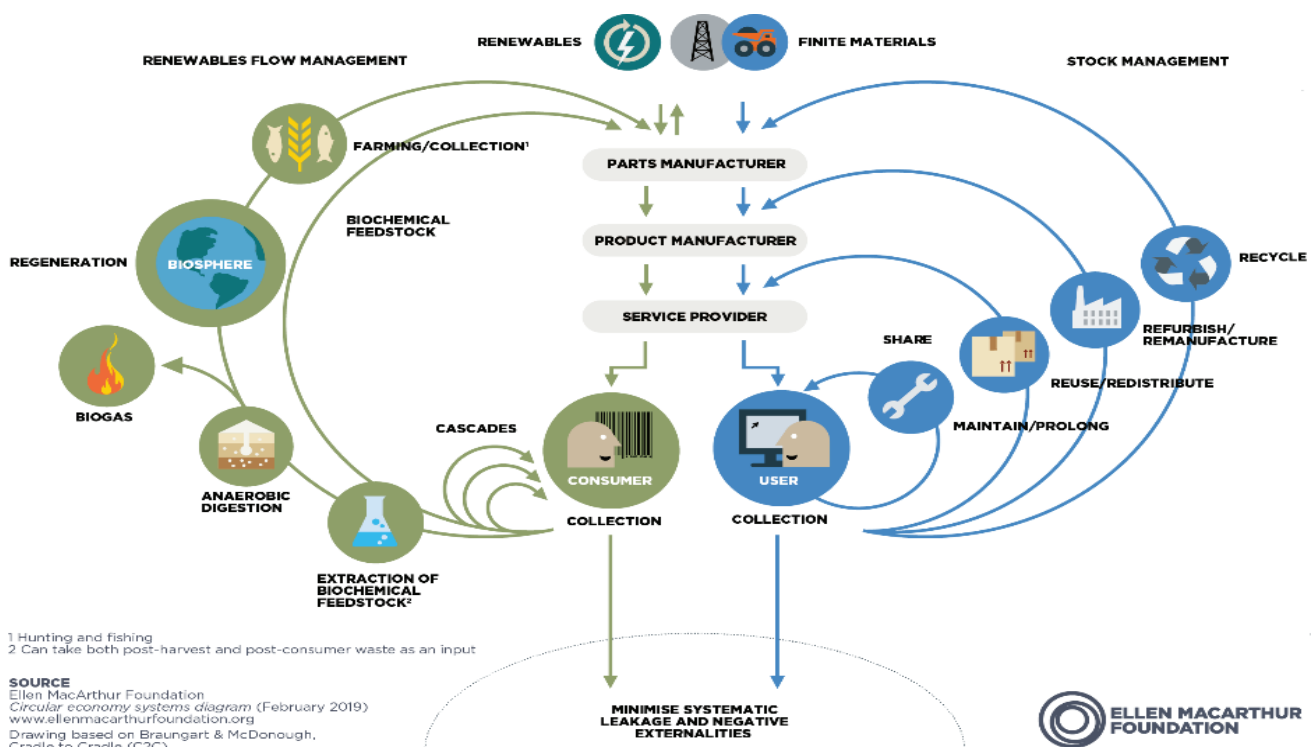 RENEWABLES
FINITE MATERIALS
RENEWABLES FLOW MANAGEMENT
STOCK MANAGEMENT
FARMING/COLLECTION¹
PARTS MANUFACTURER
BIOCHEMICAL
FEEDSTOCK
PRODUCT MANUFACTURER
REGENERATION
BIOSPHERE
RECYCLE
SERVICE PROVIDER
SHARE
REFURBISH/
REMANUFACTURE
REUSE/REDISTRIBUTE
BIOGAS
CASCADES
MAINTAIN/PROLONG
CONSUMER
USER
ANAEROBIC
DIGESTION
COLLECTION
COLLECTION
EXTRACTION OF
BIOCHEMICAL
FEEDSTOCK²
1 Hunting and fishing
2 Can take both post-harvest and post-consumer waste as an input
SOURCE
Ellen MacArthur Foundation
Circular economy systems diagram (February 2019)
www.ellenmacarthurfoundation.org
Drawing based on Braungart & McDonough,
Cradle to Cradle (C2C)
MINIMISE SYSTEMATIC
LEAKAGE AND NEGATIVE
EXTERNALITIES
ELLEN MACARTHUR
FOUNDATION